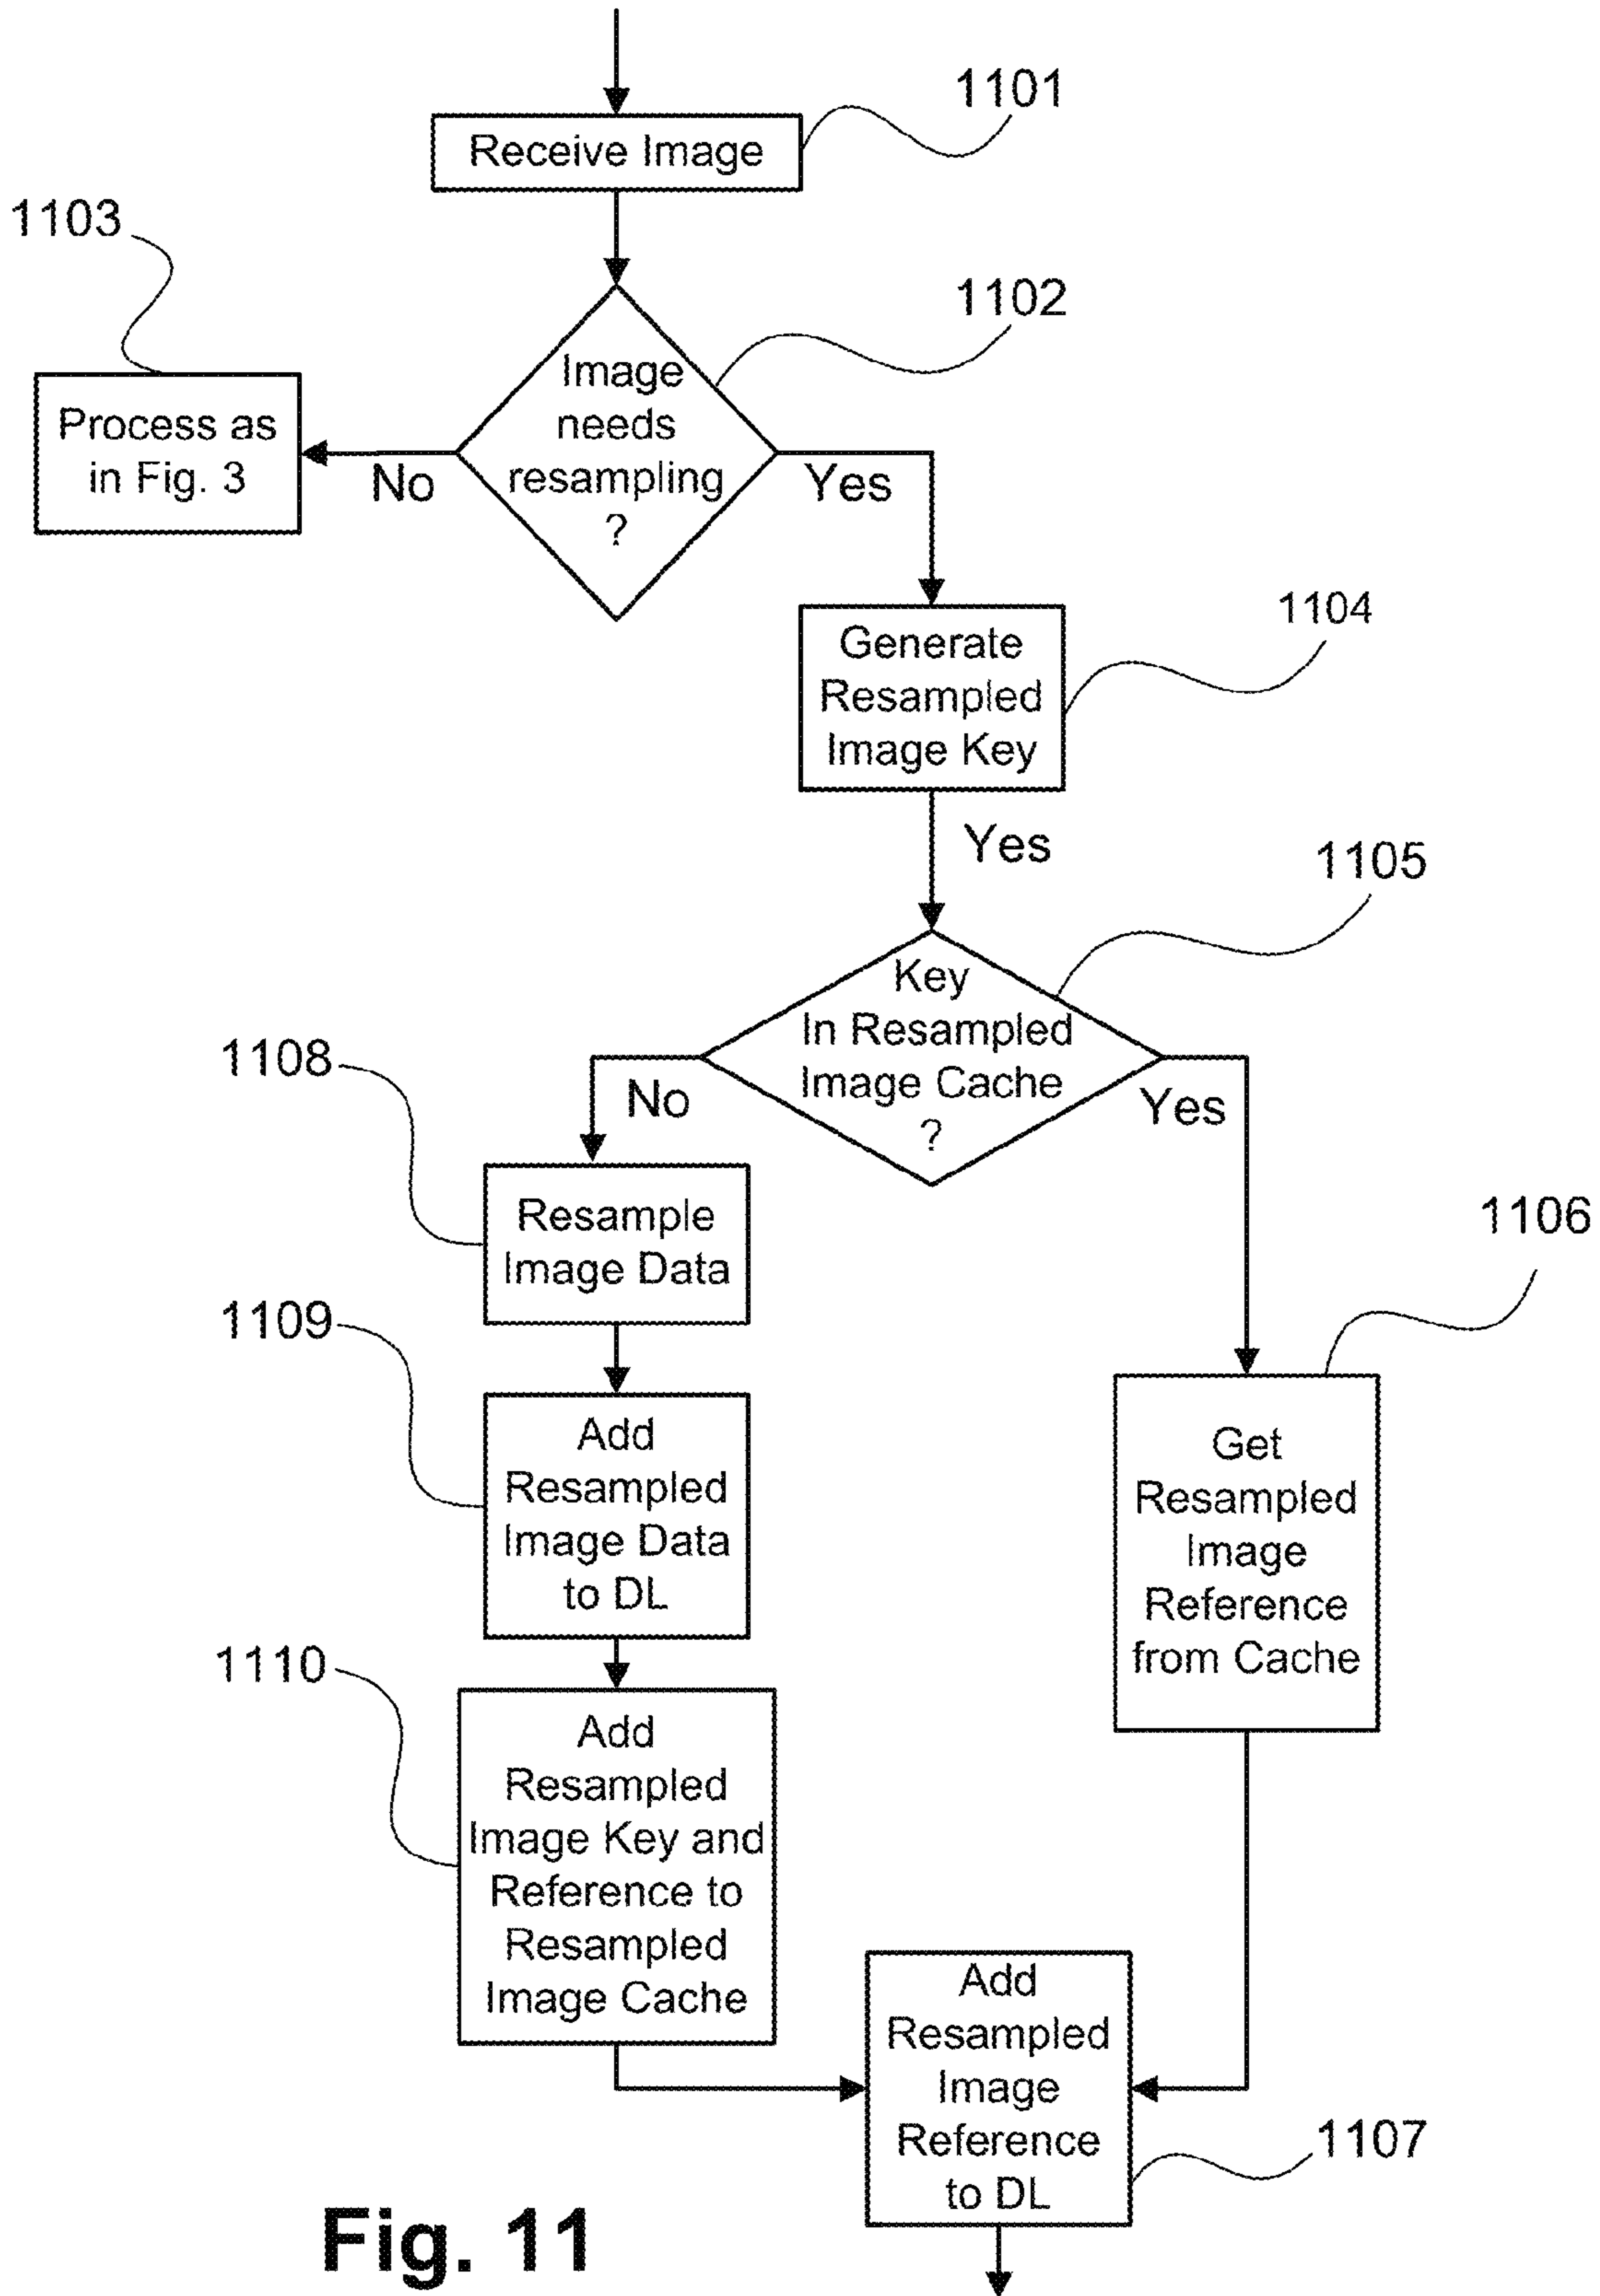 1101
Receive Image
1103
1102
Image
needs
resampling
?
Process as
in Fig. 3
No
Yes
1104
Generate
Resampled
Image Key
Yes
1105
Key
In Resampled
Image Cache
?
1108
No
Yes
Resample
Image Data
1106
1109
Add
Resampled
Image Data
to DL
Get
Resampled
Image
Reference
from Cache
1110
Add
Resampled
Image Key and
Reference to
Resampled
Image Cache
Add
Resampled
Image
Reference
to DL
1107
Fig. 11